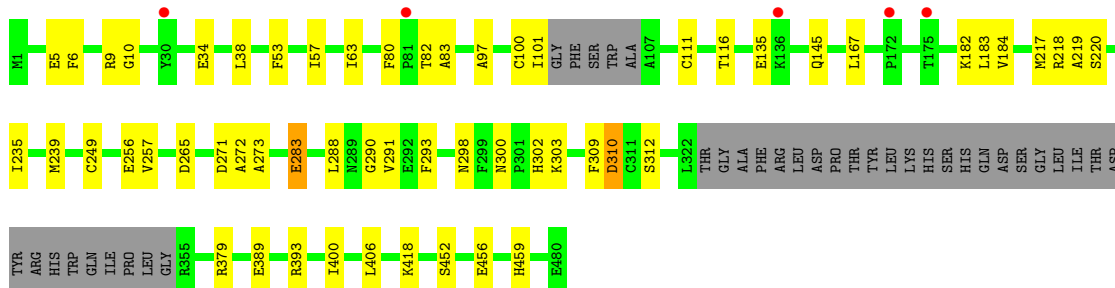 M1 E5 F6 R9 G10 Y30 E34 L38 F53 I57 I63 F80 P81 T82 A83 A97 C100 I101 GLY PHE SER TRP ALA A107 C111 T116 E135 K136 Q145 L167 P172 T175 K182 L183 V184 M217 R218 A219 S220
I235 M239 C249 E256 V257 D265 D271 A272 A273 E283 L288 N289 G290 V291 E292 F293 N298 F299 N300 P301 H302 K303 F309 D310 C311 S312 L322 THR GLY ALA PHE ARG LEU ASP PRO THR TYR LEU LYS HIS SER HIS GLN ASP SER GLY LEU ILE THR ASP
TYR ARG HIS TRP GLN ILE PRO LEU GLY R355 R379 E389 R393 I400 L406 K418 S452 E456 H459 E480